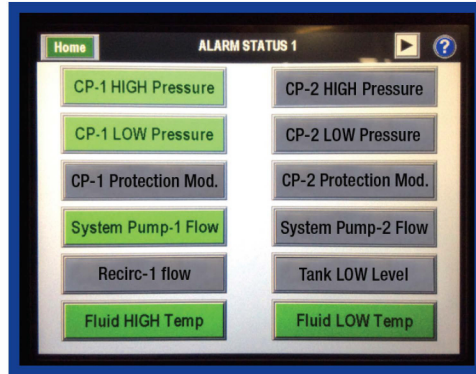 Home
ALARM STATUS 1
?
CP-1 HIGH Pressure
CP-2 HIGH Pressure
CP-1 LOW Pressure
CP-2 LOW Pressure
CP-1 Protection Mod.
CP-2 Protection Mod.
System Pump-1 Flow
System Pump-2 Flow
Recirc-1 flow
Tank LOW Level
Fluid HIGH Temp
Fluid LOW Temp